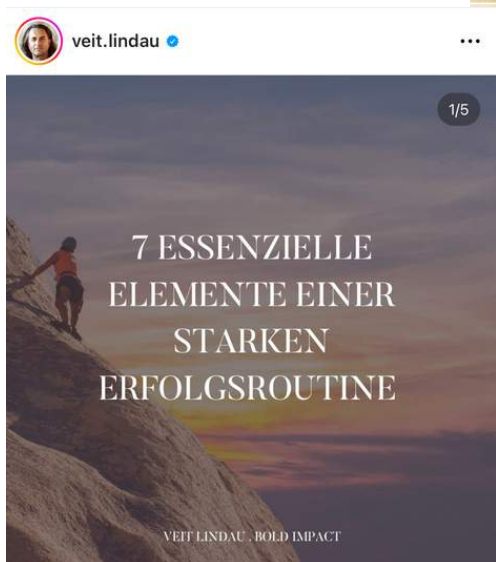 veit.lindau
1/5
7 ESSENZIELLE
ELEMENTE EINER
STARKEN
ERFOLGSROUTINE
VEIT LINDAU . BOLD IMPACT